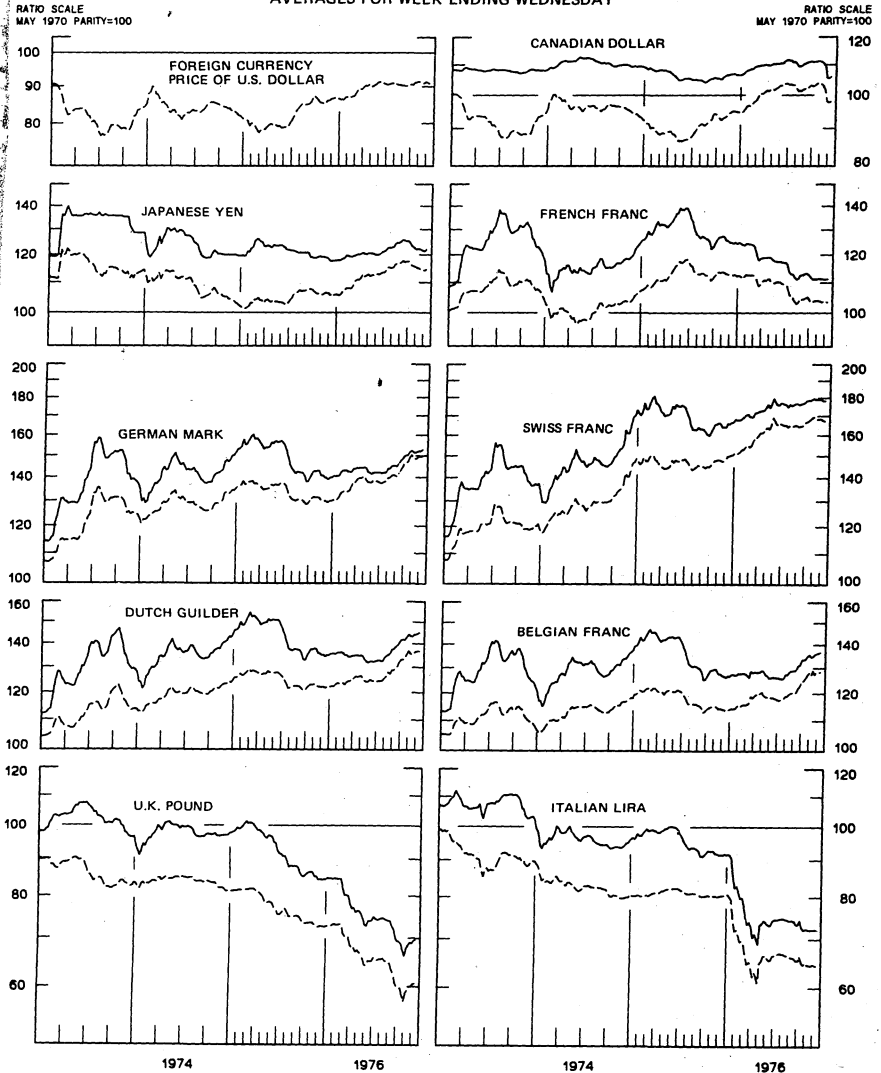 AVERAGES FOR WEEK ENDING WEDNESDAY
RATIO SCALE
MAY 1970 PARITY=100
RATIO SCALE
MAY 1970 PARITY=100
FOREIGN CURRENCY
PRICE OF U.S. DOLLAR
100
90
80
CANADIAN DOLLAR
120
100
80
JAPANESE YEN
140
120
100
FRENCH FRANC
140
120
100
GERMAN MARK
200
180
160
140
120
100
SWISS FRANC
200
180
160
140
120
100
DUTCH GUILDER
160
140
120
100
BELGIAN FRANC
160
140
120
100
U.K. POUND
120
100
80
60
ITALIAN LIRA
120
100
80
60
1974
1976
1974
1976